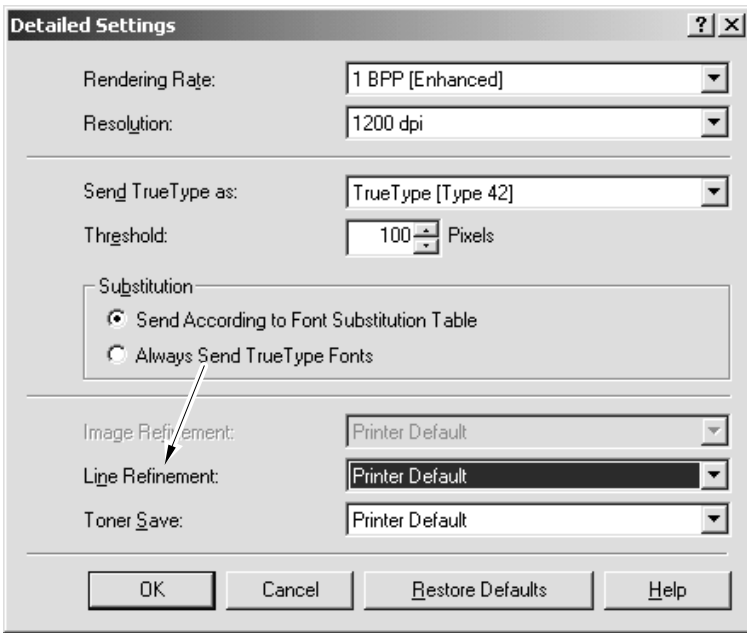 Detailed Settings
Rendering Rate: 1 BPP [Enhanced]
Resolution: 1200 dpi
Send TrueType as: TrueType [Type 42]
Threshold: 100 Pixels
Substitution
Send According to Font Substitution Table
Always Send TrueType Fonts
Image Refinement: Printer Default
Line Refinement: Printer Default
Toner Save: Printer Default
OK Cancel Restore Defaults Help